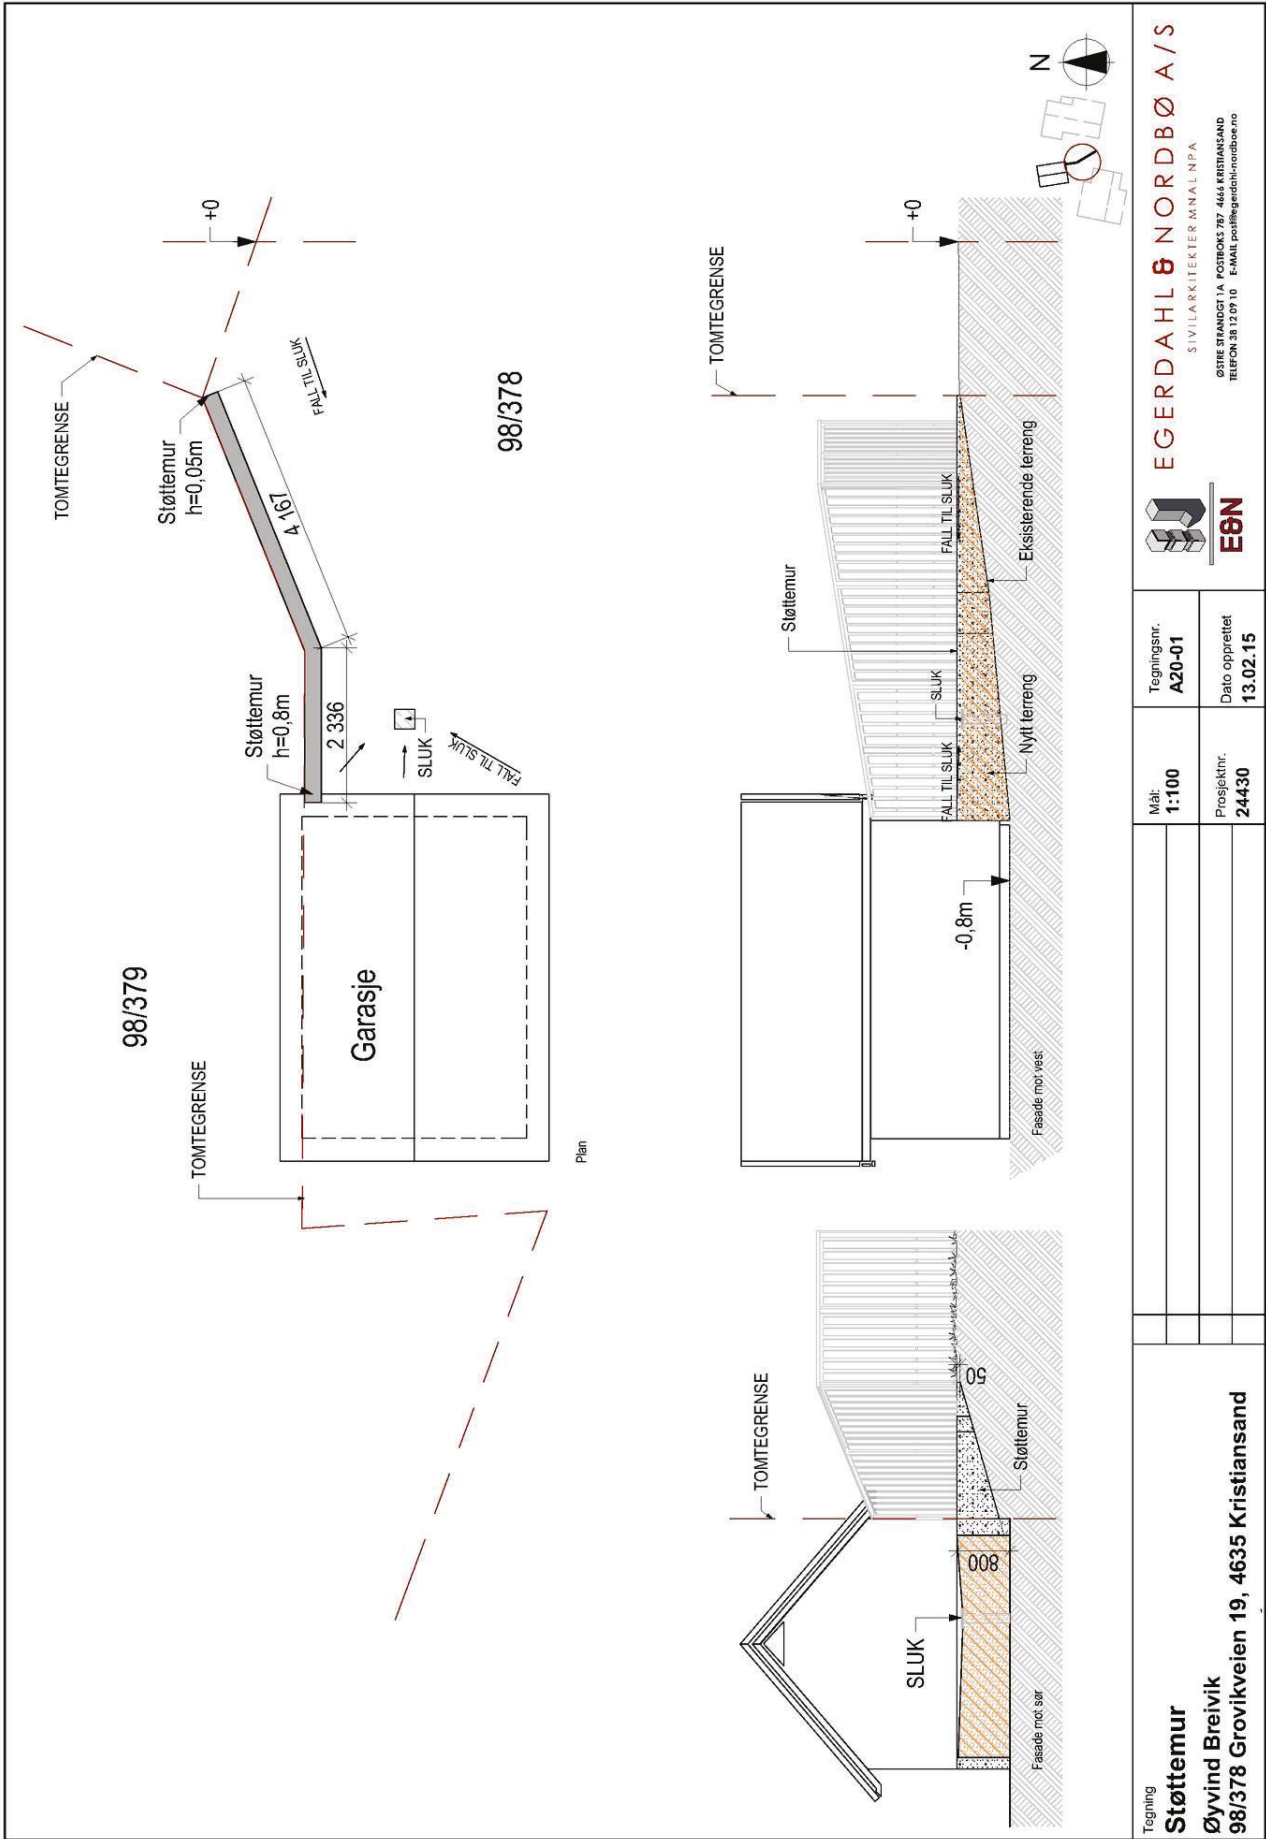 98/379
TOMTEGRENSE
TOMTEGRENSE
Støttemur
h=0,05m
+0
Støttemur
h=0,8m
4 167
FALL TIL SLUK
2 336
SLUK
FALL TIL SLUK
98/378
Garasje
Plan
TOMTEGRENSE
SLUK
800
50
Støttemur
Fasade mot sør
TOMTEGRENSE
+0
Støttemur
FALL TIL SLUK
SLUK
FALL TIL SLUK
-0,8m
Nytt terreng
Eksisterende terreng
Fasade mot vest
N
Tegning
Støttemur
Øyvind Breivik
98/378 Grovikveien 19, 4635 Kristiansand
Mål:
1:100
Prosjektnr.
24430
Tegningsnr.
A20-01
Dato opprettet
13.02.15
E&N
EGERDAHL & NORDBØ A/S
SIVILARKITEKTER MNAL NPA
ØSTRE STRANDGT 1A POSTBOKS 787 4666 KRISTIANSAND
TELEFON 38 12 09 10 E-MAIL post@egerdahl-nordboe.no